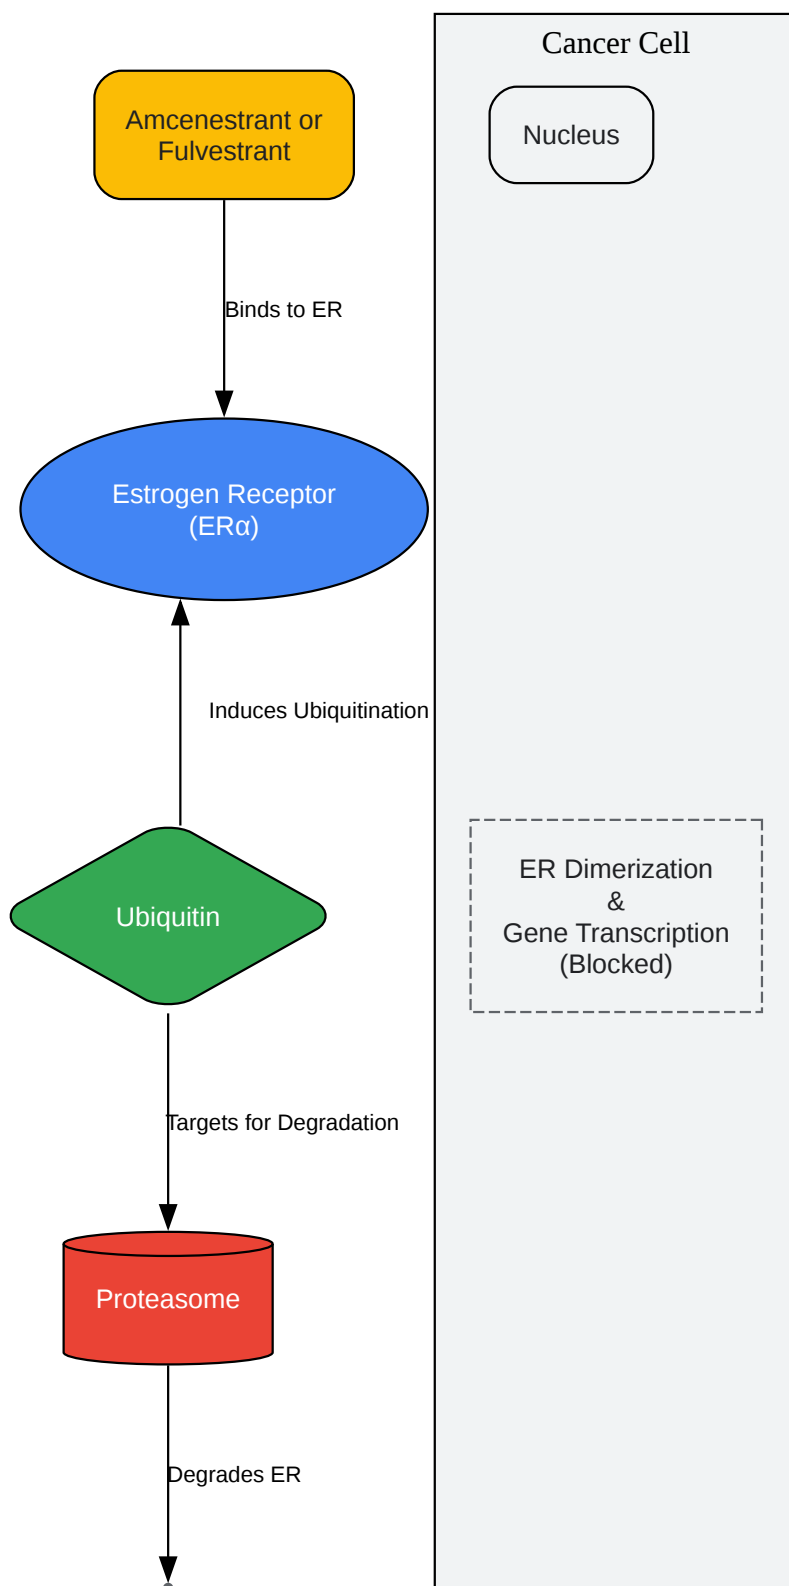 Cancer Cell
Amcenestrant or
Fulvestrant
Nucleus
Binds to ER
Estrogen Receptor
(ERα)
Induces Ubiquitination
Ubiquitin
ER Dimerization
&
Gene Transcription
(Blocked)
Targets for Degradation
Proteasome
Degrades ER